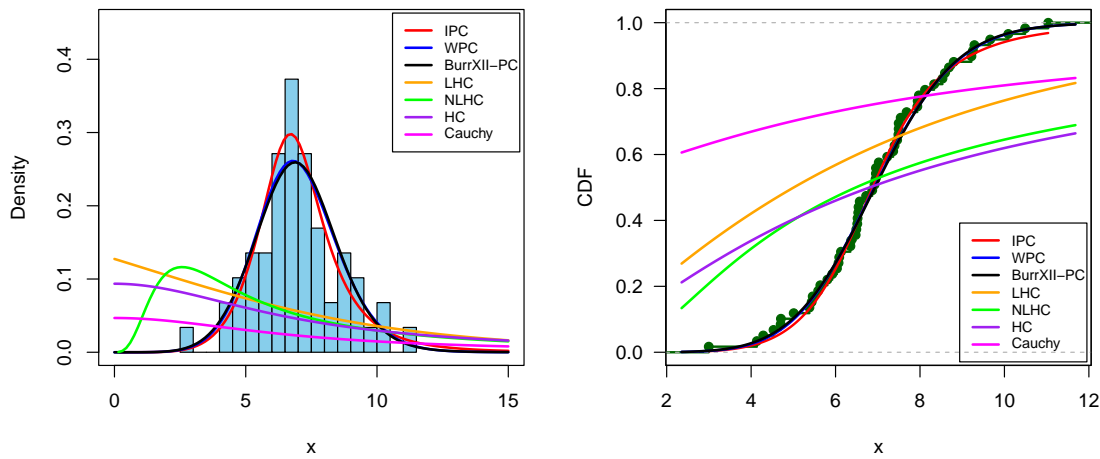 IPC
WPC
BurrXII−PC
LHC
NLHC
HC
Cauchy
0.4
0.3
0.2
0.1
0.0
Density
0
5
10
15
x
1.0
0.8
0.6
0.4
0.2
0.0
CDF
IPC
WPC
BurrXII−PC
LHC
NLHC
HC
Cauchy
2
4
6
8
10
12
x